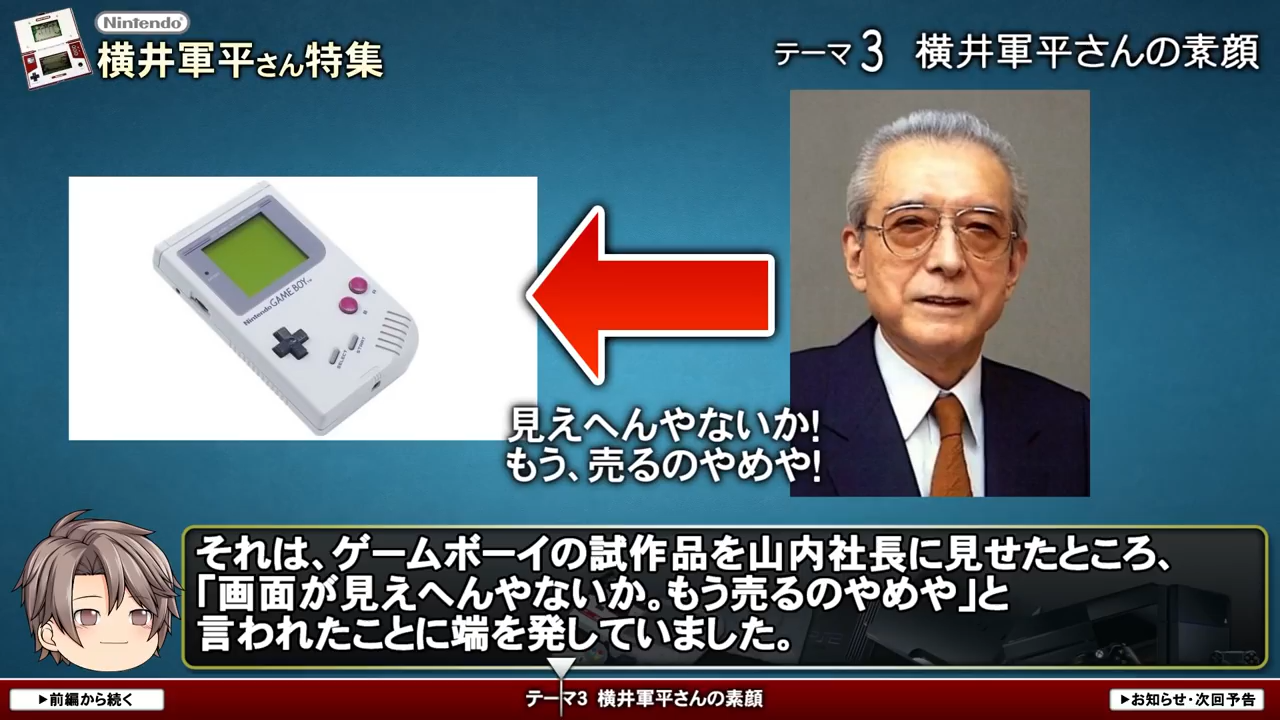 Nintendo
横井軍平さん特集
テーマ3 横井軍平さんの素顔
Nintendo GAME BOY
SELECT
START
見えへんやないか!
もう、売るのやめや!
それは、ゲームボーイの試作品を山内社長に見せたところ、
「画面が見えへんやないか。もう売るのやめや」と
言われたことに端を発していました。
▶前編から続く
テーマ3 横井軍平さんの素顔
▶お知らせ・次回予告